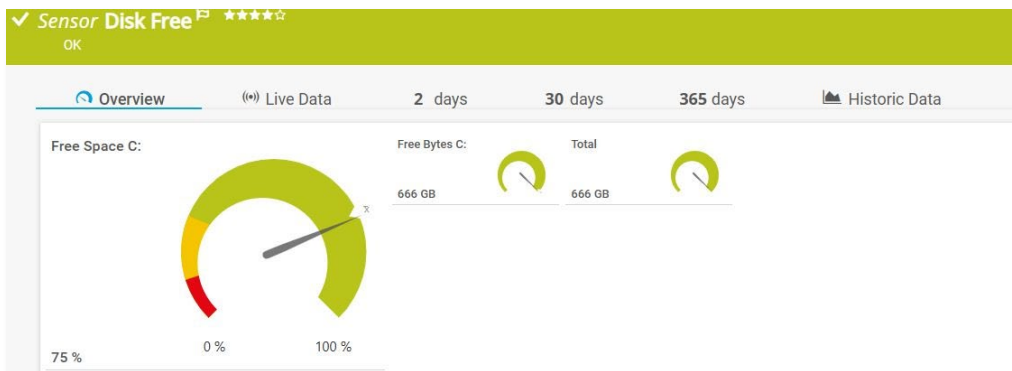 Sensor Disk Free
OK
Overview
Live Data
2 days
30 days
365 days
Historic Data
Free Space C:
Free Bytes C:
Total
666 GB
666 GB
x
0 %
100 %
75 %